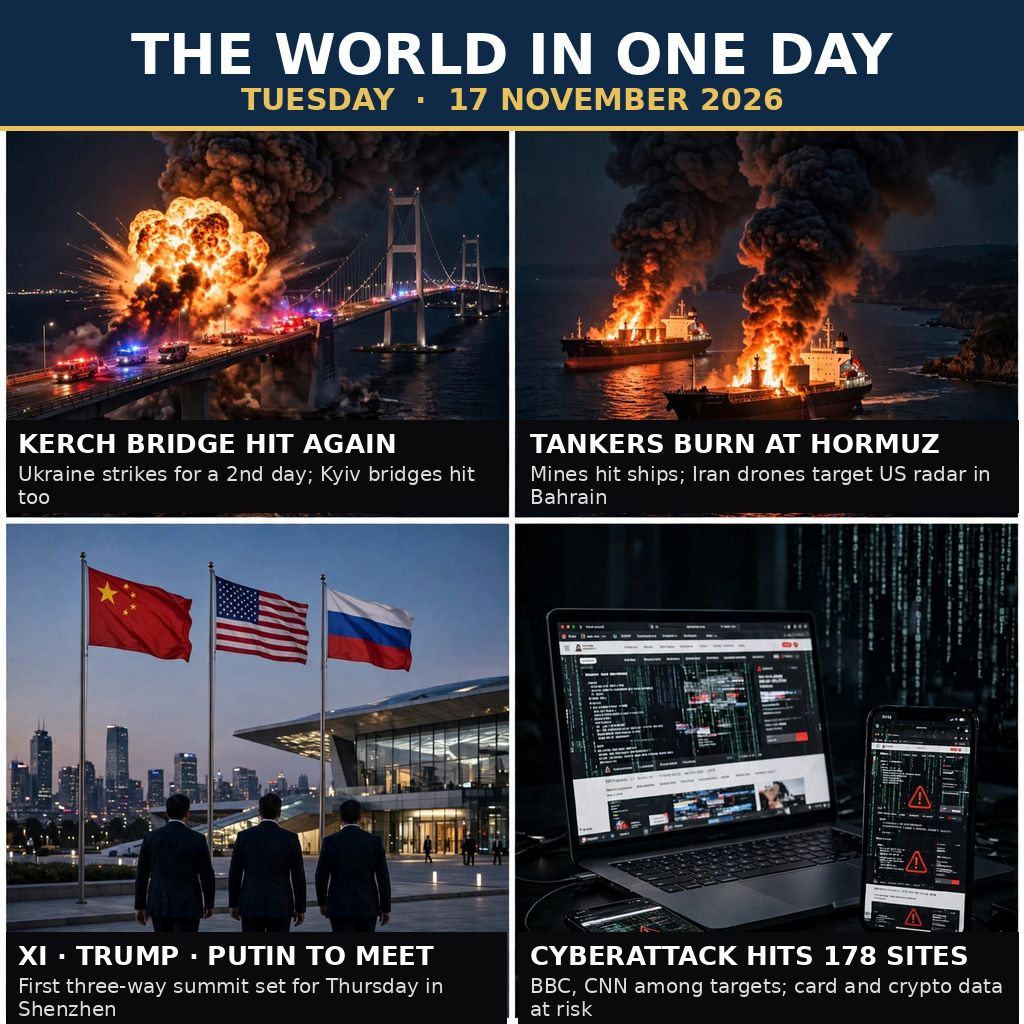 THE WORLD IN ONE DAY
TUESDAY · 17 NOVEMBER 2026
KERCH BRIDGE HIT AGAIN
Ukraine strikes for a 2nd day; Kyiv bridges hit
too
TANKERS BURN AT HORMUZ
Mines hit ships; Iran drones target US radar in
Bahrain
XI · TRUMP · PUTIN TO MEET
First three-way summit set for Thursday in
Shenzhen
CYBERATTACK HITS 178 SITES
BBC, CNN among targets; card and crypto data
at risk